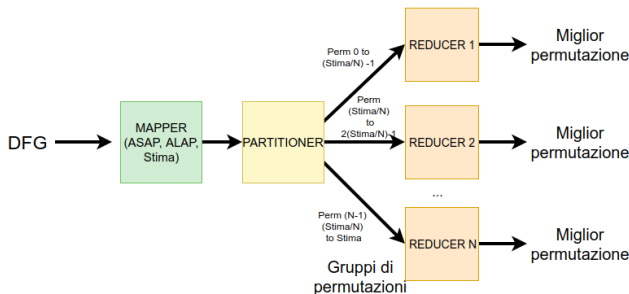 DFG
MAPPER
(ASAP, ALAP,
Stima)
PARTITIONER
Perm 0 to
(Stima/N) -1
Perm
(Stima/N)
to
2(Stima/N)-1
Perm (N-1)
(Stima/N)
to Stima
Gruppi di
permutazioni
REDUCER 1
Miglior
permutazione
REDUCER 2
Miglior
permutazione
...
REDUCER N
Miglior
permutazione